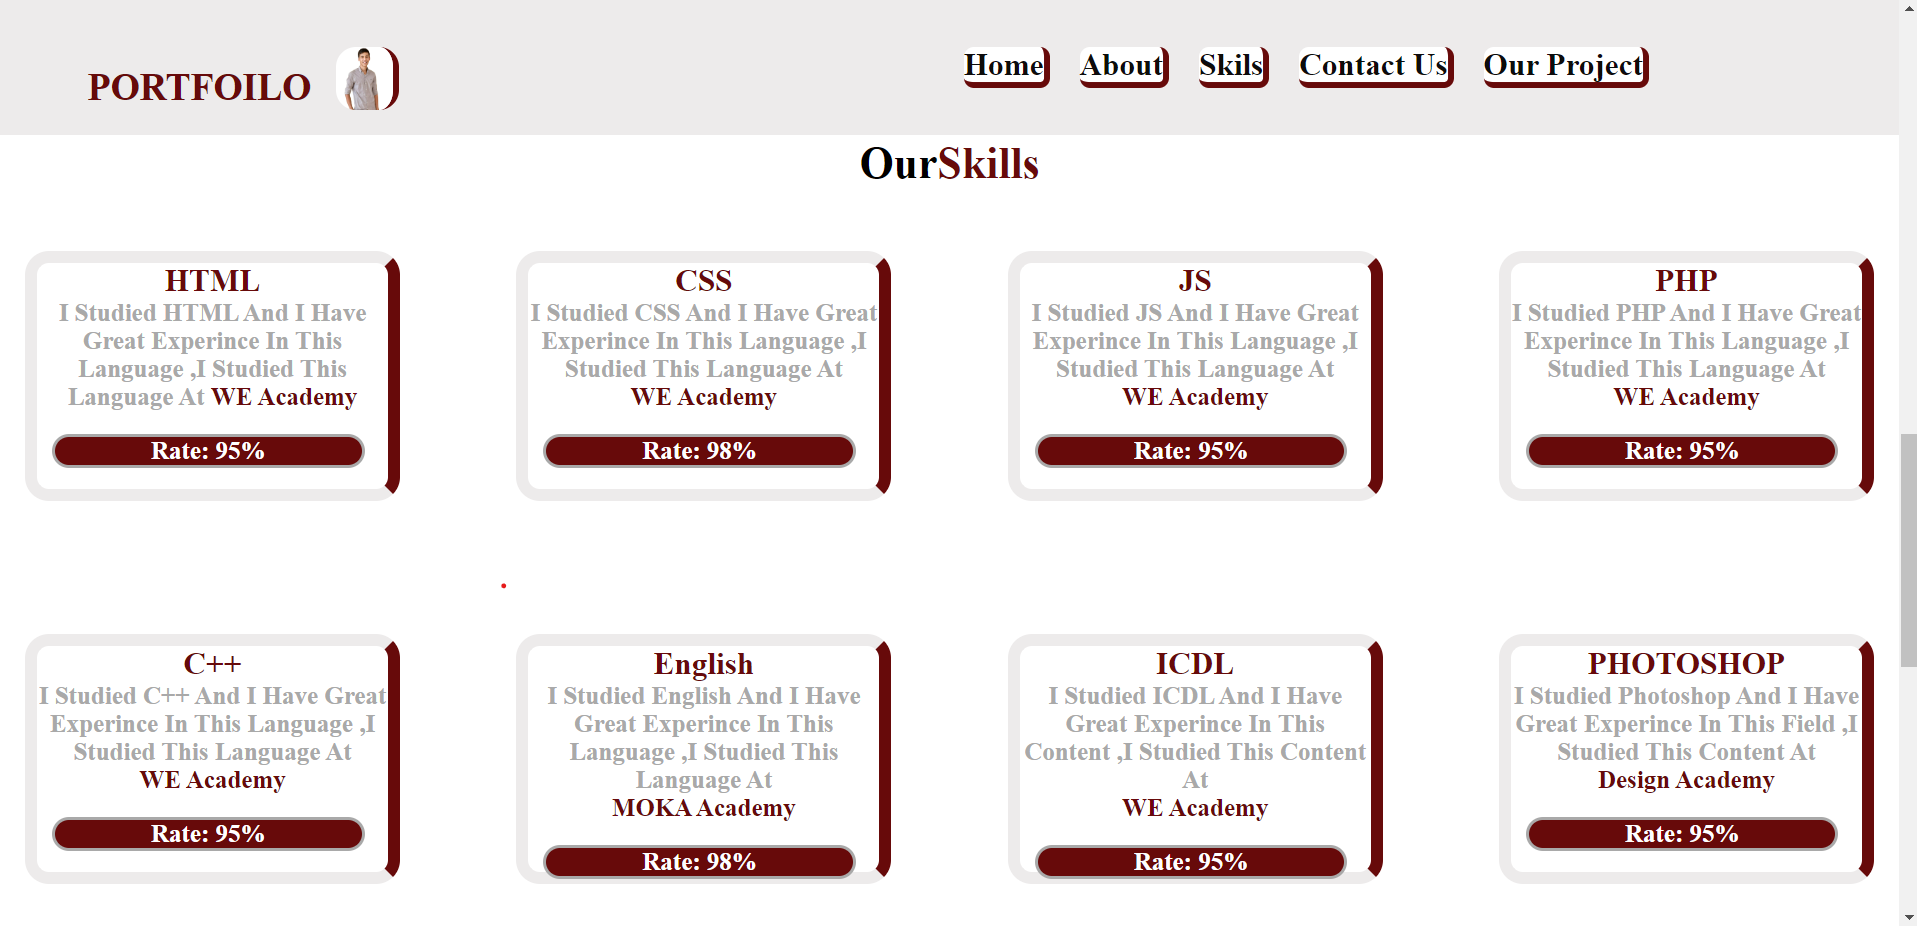 PORTFOILO
Home About Skils Contact Us Our Project
OurSkills
HTML
I Studied HTML And I Have
Great Experince In This
Language ,I Studied This
Language At WE Academy
Rate: 95%
CSS
I Studied CSS And I Have Great
Experince In This Language ,I
Studied This Language At
WE Academy
Rate: 98%
JS
I Studied JS And I Have Great
Experince In This Language ,I
Studied This Language At
WE Academy
Rate: 95%
PHP
I Studied PHP And I Have Great
Experince In This Language ,I
Studied This Language At
WE Academy
Rate: 95%
C++
I Studied C++ And I Have Great
Experince In This Language ,I
Studied This Language At
WE Academy
Rate: 95%
English
I Studied English And I Have
Great Experince In This
Language ,I Studied This
Language At
MOKA Academy
Rate: 98%
ICDL
I Studied ICDL And I Have
Great Experince In This
Content ,I Studied This Content
At
WE Academy
Rate: 95%
PHOTOSHOP
I Studied Photoshop And I Have
Great Experince In This Field ,I
Studied This Content At
Design Academy
Rate: 95%